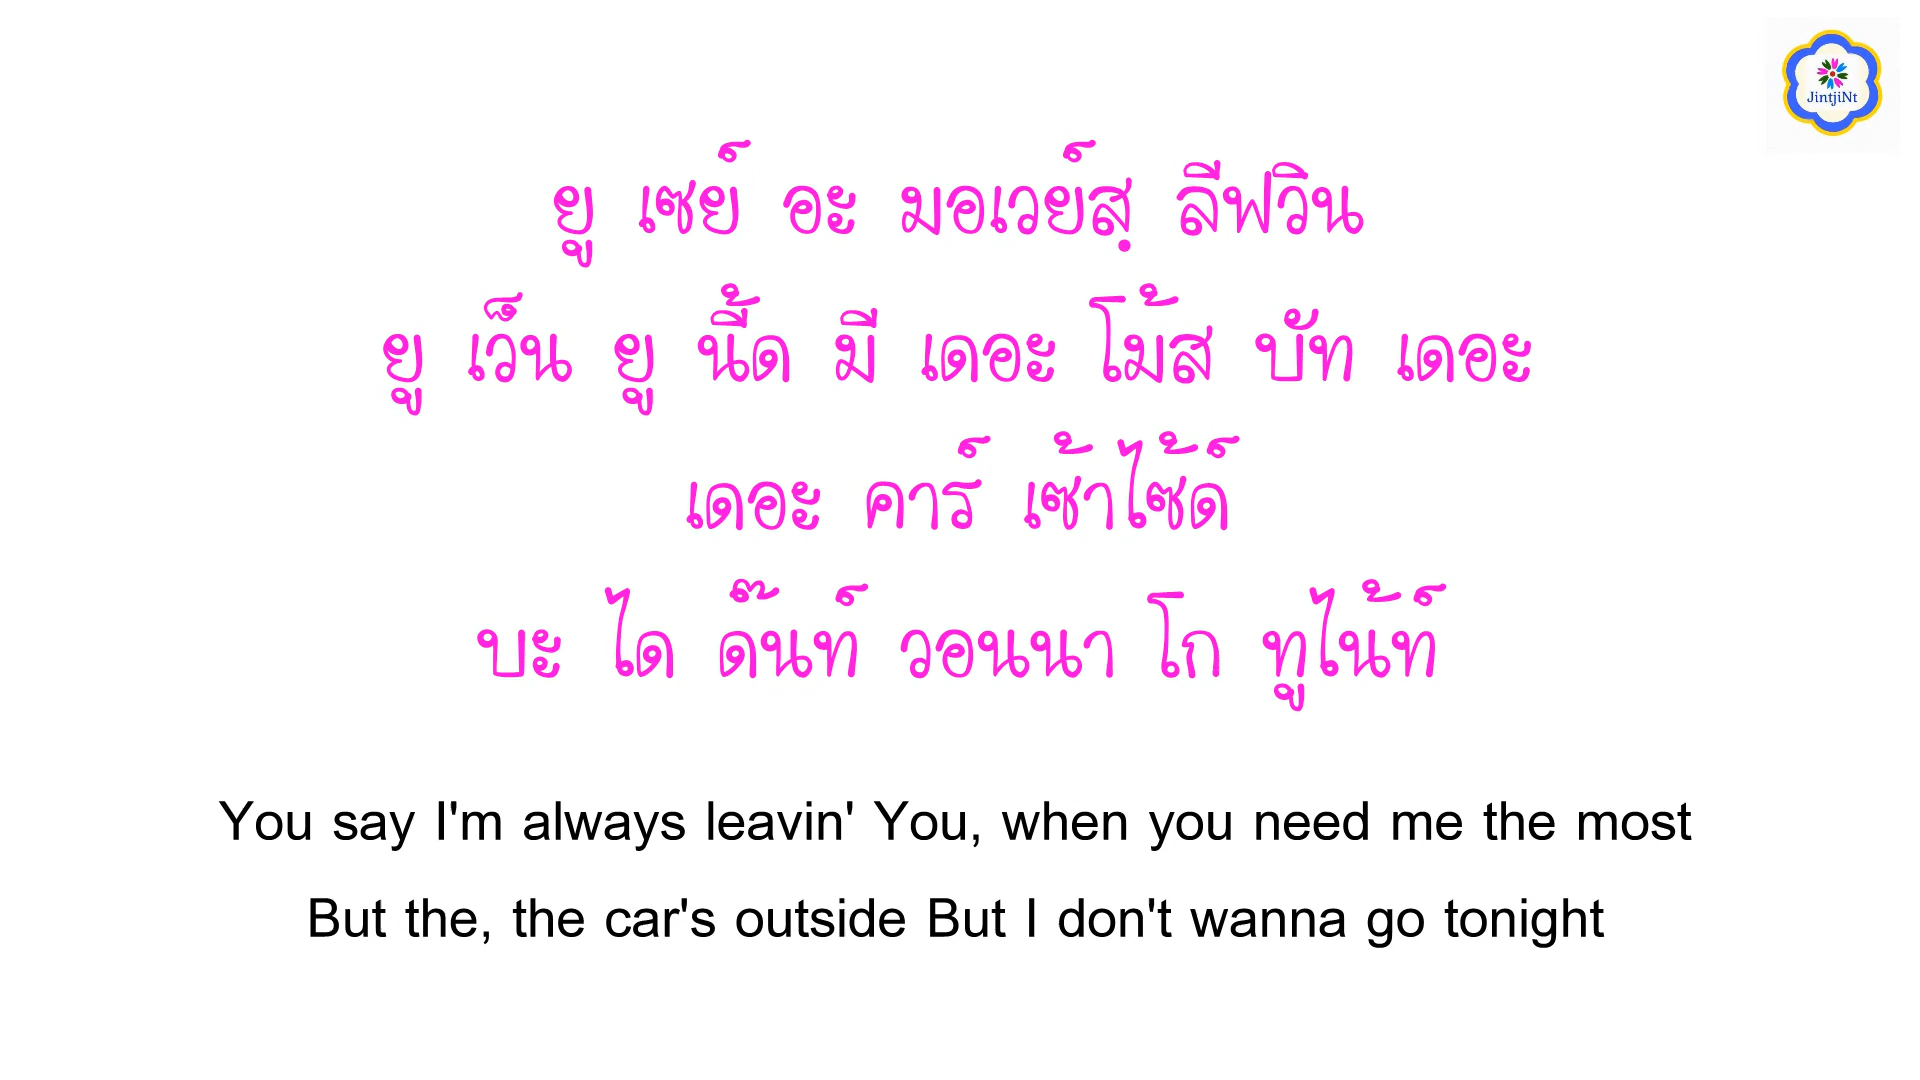 JintjiNt
ยู เซย์ อะ มอเวย์สฺ ลีฟวิน
ยู เว็น ยู นี้ด มี เดอะ โม้ส บัท เดอะ
เดอะ คาร์ เซ้าไซ้ด์
บะ ได ด๊นท์ วอนนา โก ทูไน้ท์
You say I'm always leavin' You, when you need me the most
But the, the car's outside But I don't wanna go tonight